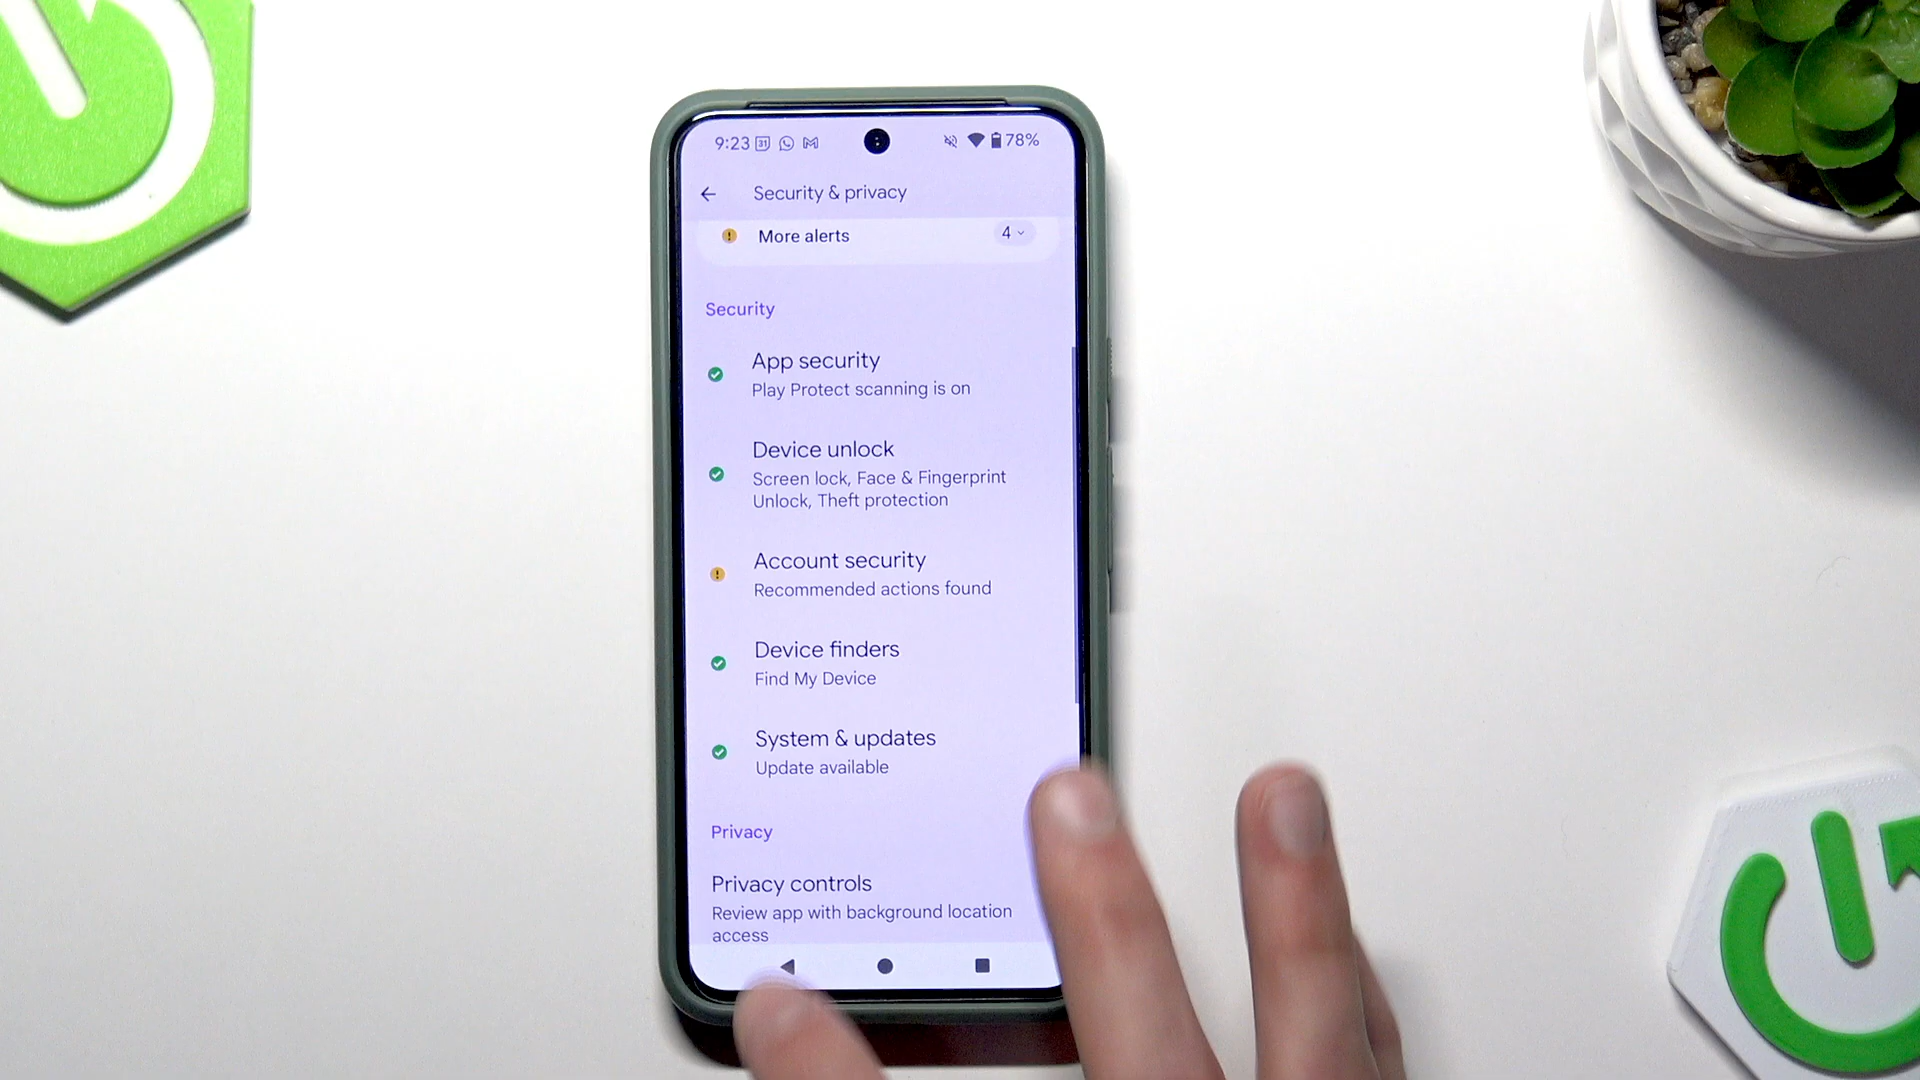 9:23 31 78%
Security & privacy
More alerts 4
Security
App security
Play Protect scanning is on
Device unlock
Screen lock, Face & Fingerprint
Unlock, Theft protection
Account security
Recommended actions found
Device finders
Find My Device
System & updates
Update available
Privacy
Privacy controls
Review app with background location
access